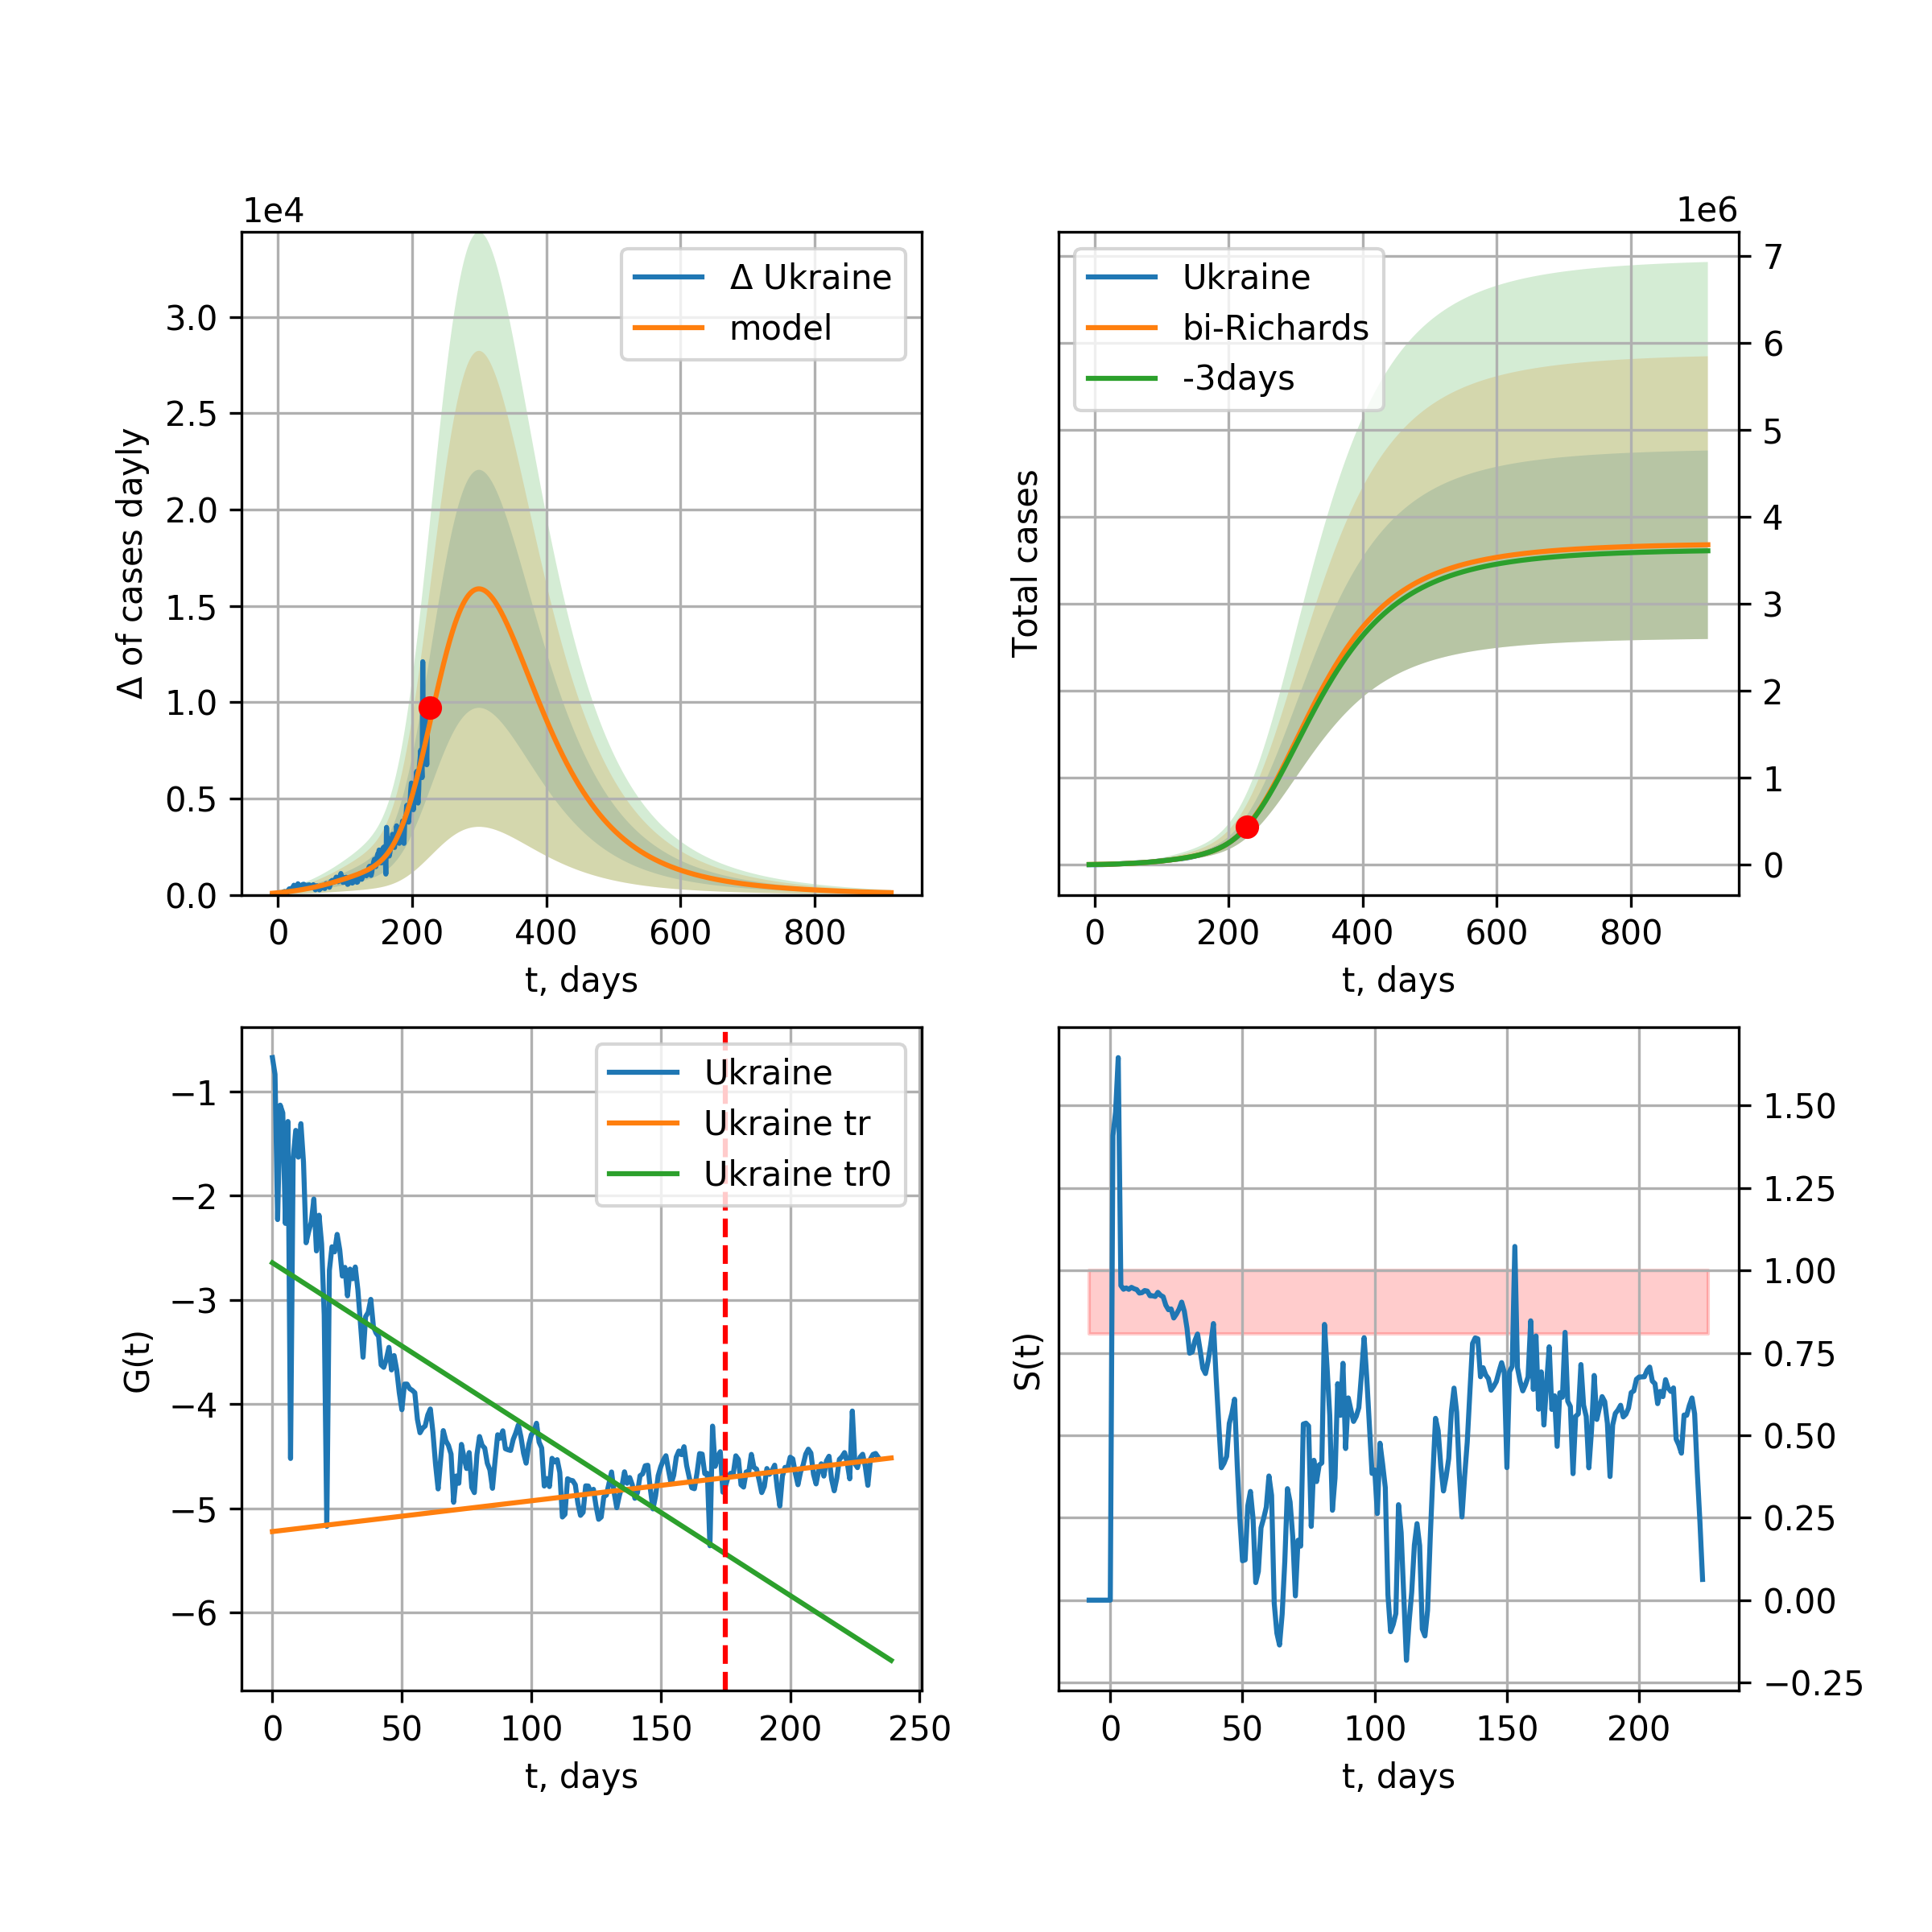 1e4
Δ of cases dayly
3.0
2.5
2.0
1.5
1.0
0.5
0.0
0 200 400 600 800
t, days
Δ Ukraine
model
1e6
Total cases
7
6
5
4
3
2
1
0
0 200 400 600 800
t, days
Ukraine
bi-Richards
-3days
G(t)
−1
−2
−3
−4
−5
−6
0 50 100 150 200 250
t, days
Ukraine
Ukraine tr
Ukraine tr0
S(t)
1.50
1.25
1.00
0.75
0.50
0.25
0.00
−0.25
0 50 100 150 200
t, days